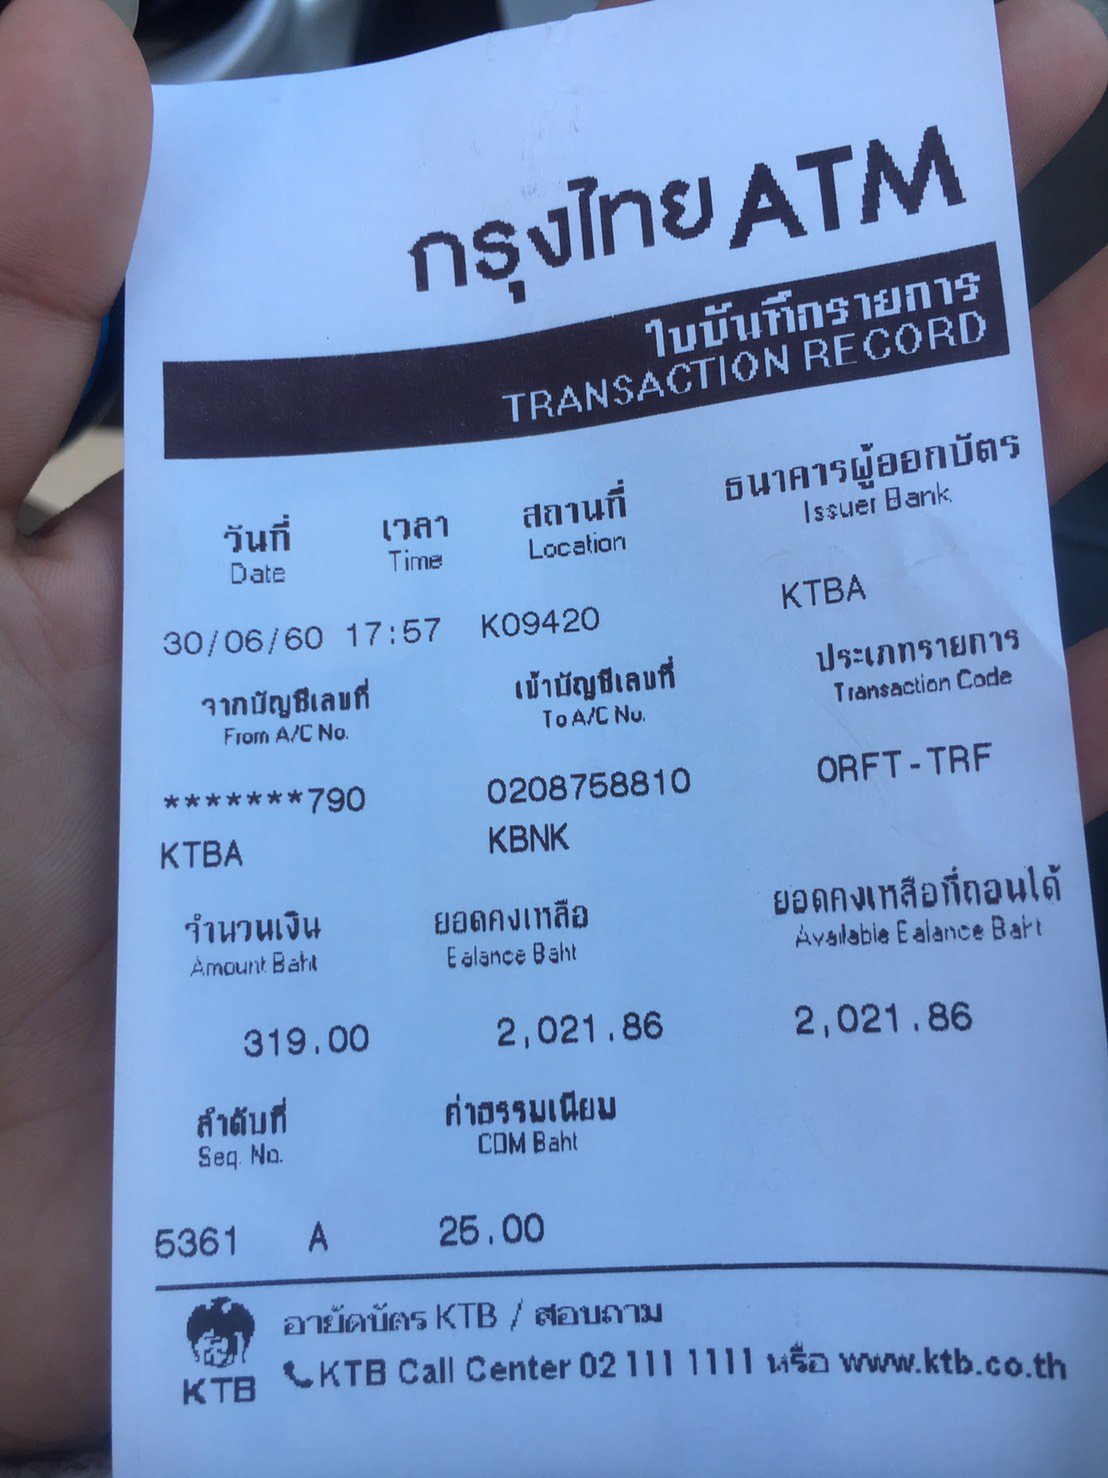 กรุงไทย ATM
ใบบันทึกรายการ
TRANSACTION RECORD
วันที่ เวลา สถานที่ ธนาคารผู้ออกบัตร
Date Time Location Issuer Bank
30/06/60 17:57 K09420 KTBA
จากบัญชีเลขที่ เข้าบัญชีเลขที่ ประเภทรายการ
From A/C No. To A/C No. Transaction Code
*******790 0208758810 ORFT-TRF
KTBA KBNK
จำนวนเงิน ยอดคงเหลือ ยอดคงเหลือที่ถอนได้
Amount Baht Balance Baht Available Balance Baht
319.00 2,021.86 2,021.86
ลำดับที่ ค่าธรรมเนียม
Seq. No. COM Baht
5361 A 25.00
อายัดบัตร KTB / สอบถาม
KTB Call Center 02 111 1111 หรือ www.ktb.co.th
KTB